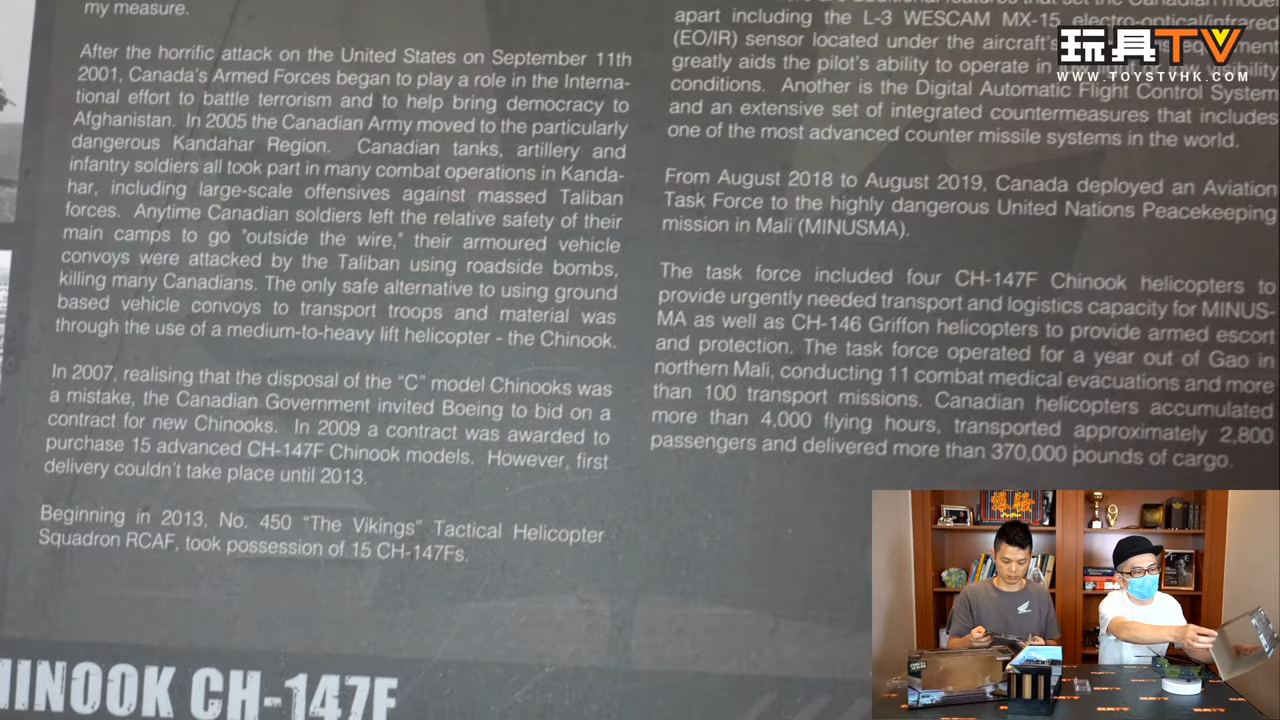 my measure.
After the horrific attack on the United States on September 11th
2001, Canada's Armed Forces began to play a role in the Interna-
tional effort to battle terrorism and to help bring democracy to
Afghanistan. In 2005 the Canadian Army moved to the particularly
dangerous Kandahar Region. Canadian tanks, artillery and
infantry soldiers all took part in many combat operations in Kanda-
har, including large-scale offensives against massed Taliban
forces. Anytime Canadian soldiers left the relative safety of their
main camps to go "outside the wire," their armoured vehicle
convoys were attacked by the Taliban using roadside bombs,
killing many Canadians. The only safe alternative to using ground
based vehicle convoys to transport troops and material was
through the use of a medium-to-heavy lift helicopter - the Chinook.
In 2007, realising that the disposal of the "C" model Chinooks was
a mistake, the Canadian Government invited Boeing to bid on a
contract for new Chinooks. In 2009 a contract was awarded to
purchase 15 advanced CH-147F Chinook models. However, first
delivery couldn't take place until 2013.
Beginning in 2013, No. 450 "The Vikings" Tactical Helicopter
Squadron RCAF, took possession of 15 CH-147Fs.
HINOOK CH-147F
additional features that set the Canadian model
apart including the L-3 WESCAM MX-15 electro-optical/infrared
(EO/IR) sensor located under the aircraft's
greatly aids the pilot's ability to operate in
conditions. Another is the Digital Automatic Flight Control System
and an extensive set of integrated countermeasures that includes
one of the most advanced counter missile systems in the world.
From August 2018 to August 2019, Canada deployed an Aviation
Task Force to the highly dangerous United Nations Peacekeeping
mission in Mali (MINUSMA).
The task force included four CH-147F Chinook helicopters to
provide urgently needed transport and logistics capacity for MINUS-
MA as well as CH-146 Griffon helicopters to provide armed escort
and protection. The task force operated for a year out of Gao in
northern Mali, conducting 11 combat medical evacuations and more
than 100 transport missions. Canadian helicopters accumulated
more than 4,000 flying hours, transported approximately 2,800
passengers and delivered more than 370,000 pounds of cargo.
玩具TV
WWW.TOYSTVHK.COM